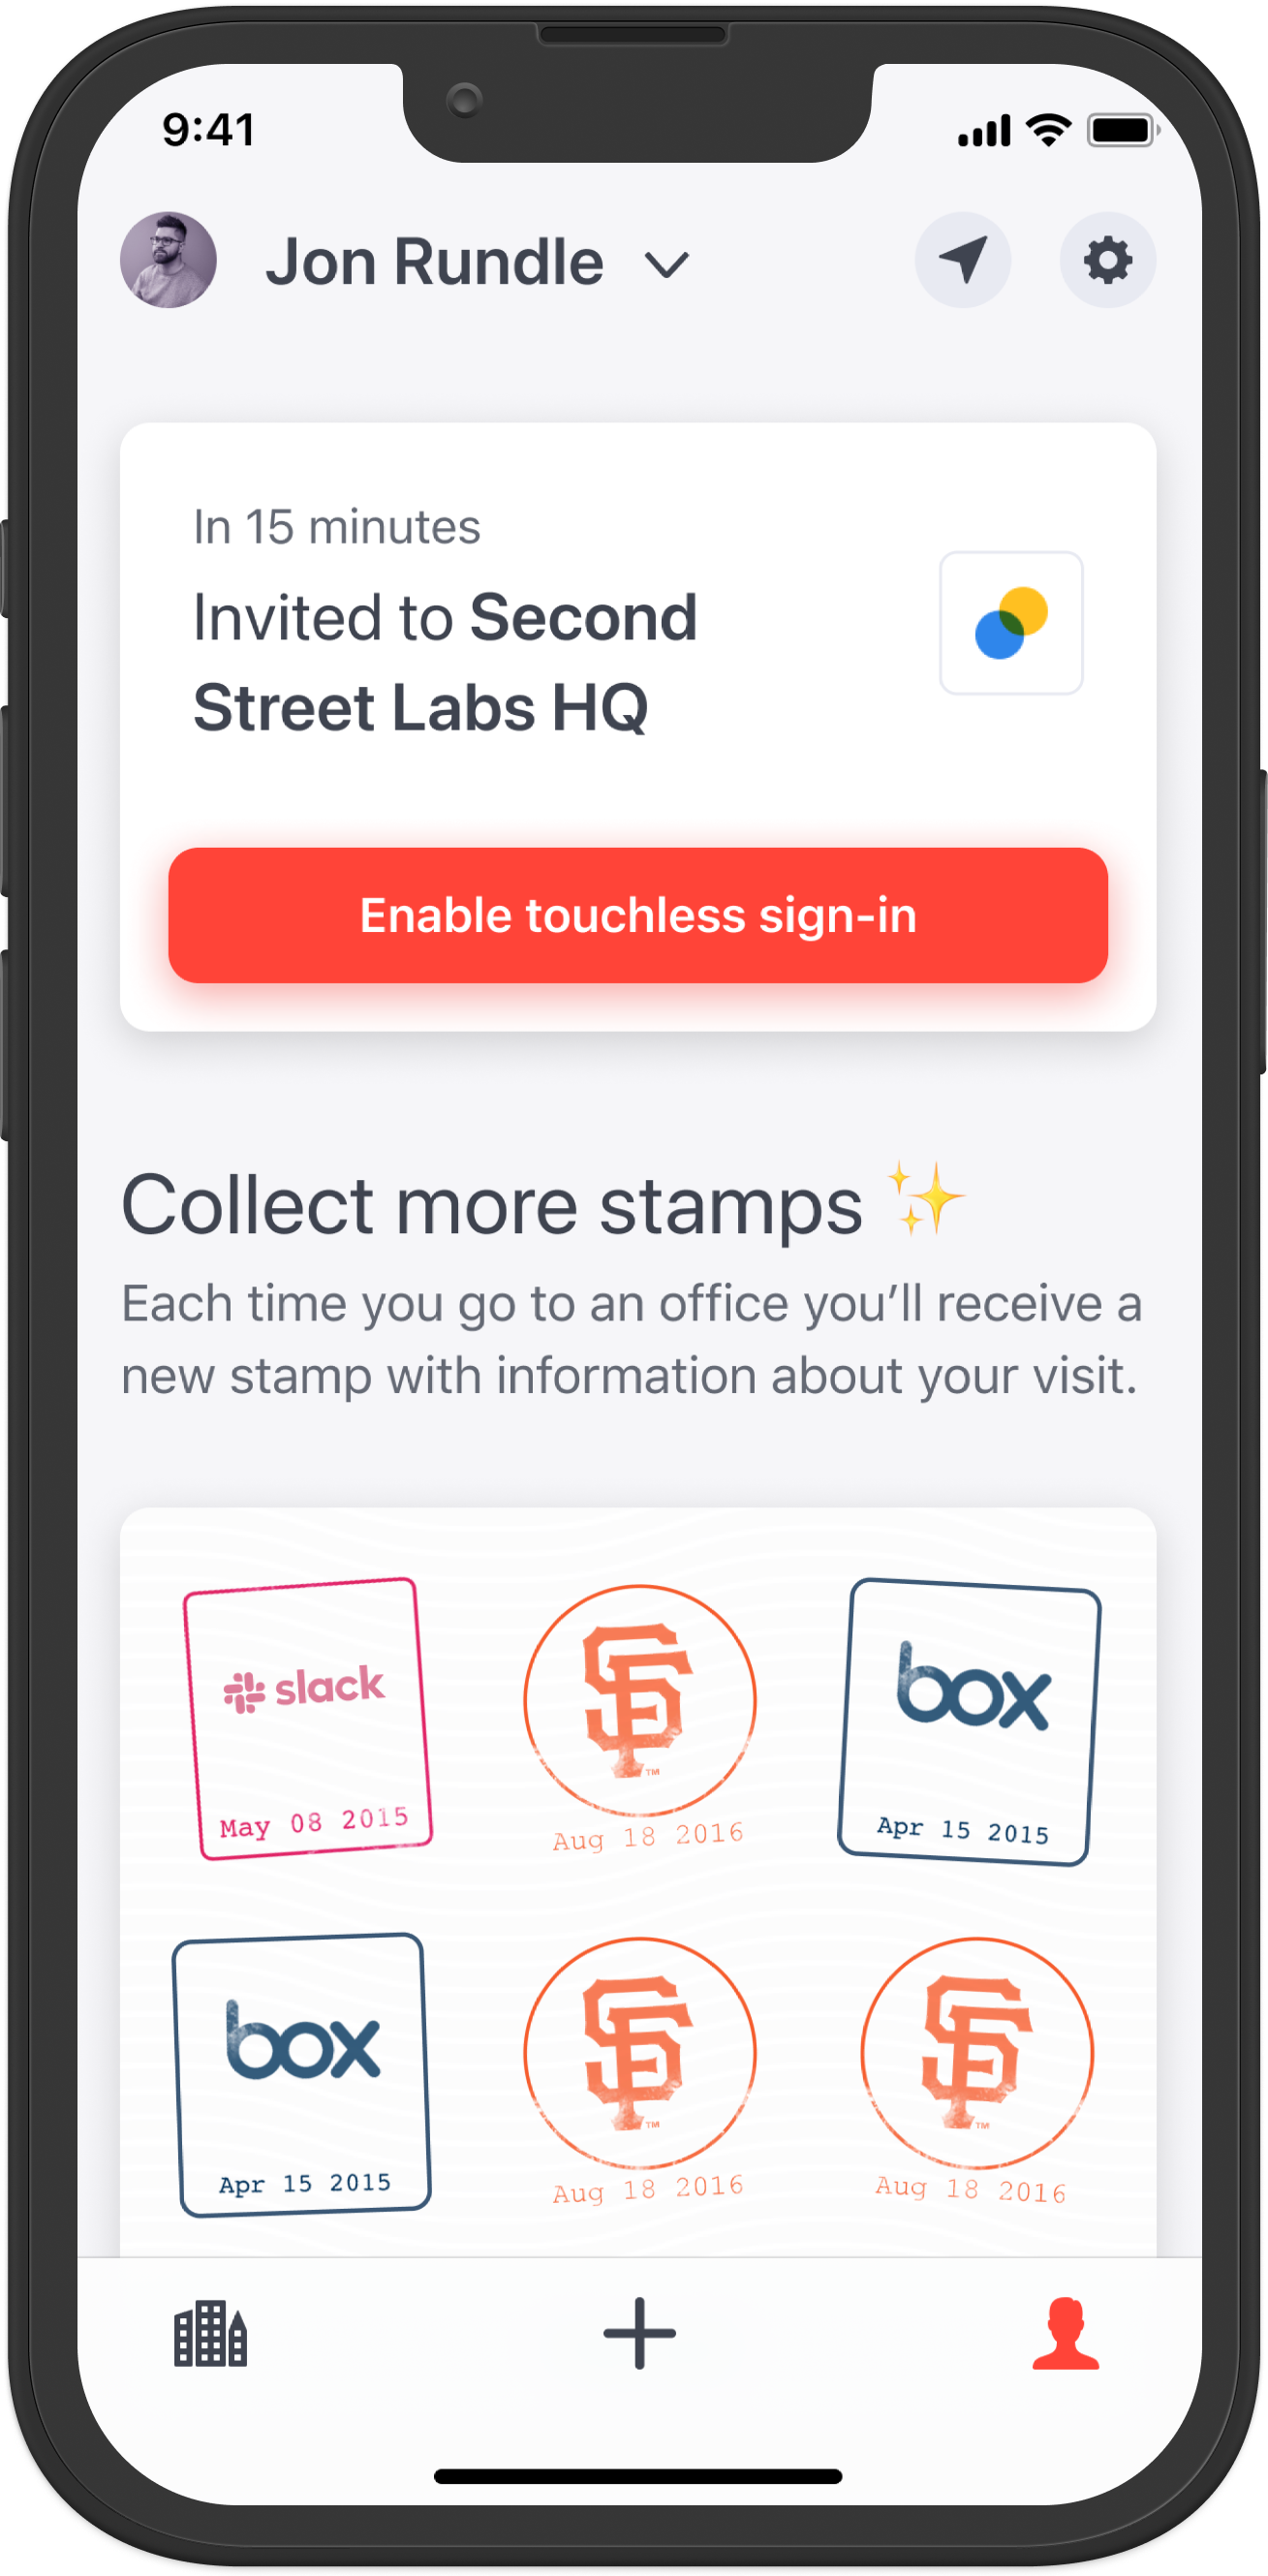 9:41
Jon Rundle
In 15 minutes
Invited to Second
Street Labs HQ
Enable touchless sign-in
Collect more stamps ✨
Each time you go to an office you’ll receive a
new stamp with information about your visit.
slack
May 08 2015
SF
TM
Aug 18 2016
box
Apr 15 2015
box
Apr 15 2015
SF
TM
Aug 18 2016
SF
TM
Aug 18 2016